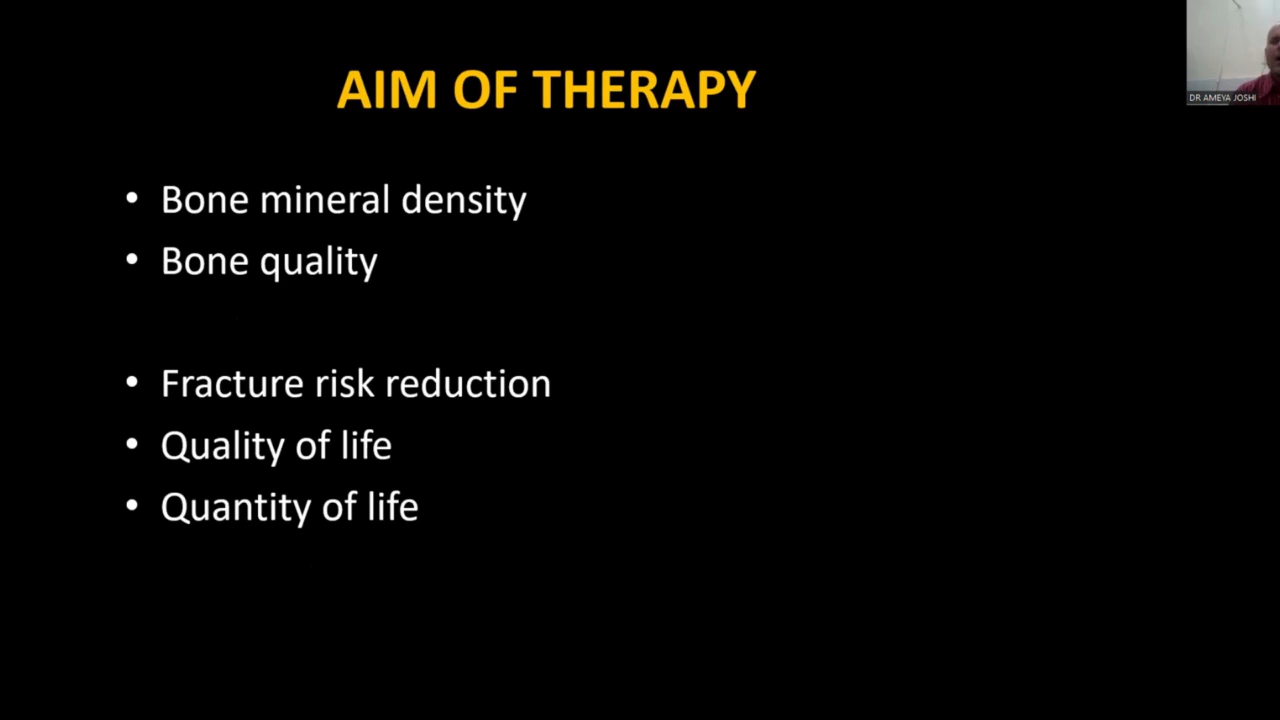 AIM OF THERAPY
DR AMEYA JOSHI
• Bone mineral density
• Bone quality
• Fracture risk reduction
• Quality of life
• Quantity of life